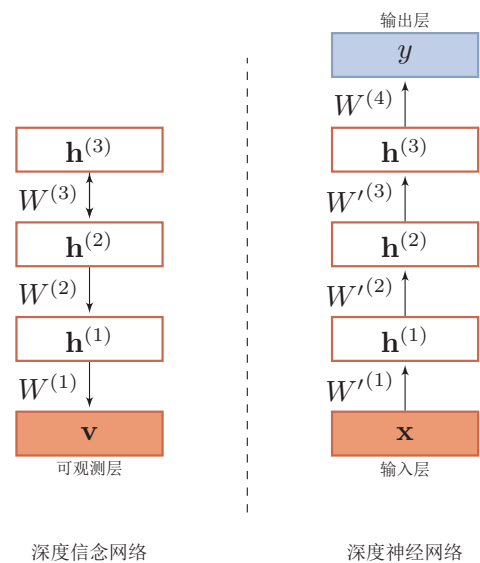 h^(3)
W^(3)
h^(2)
W^(2)
h^(1)
W^(1)
v
可观测层
深度信念网络
输出层
y
W^(4)
h^(3)
W′^(3)
h^(2)
W′^(2)
h^(1)
W′^(1)
x
输入层
深度神经网络